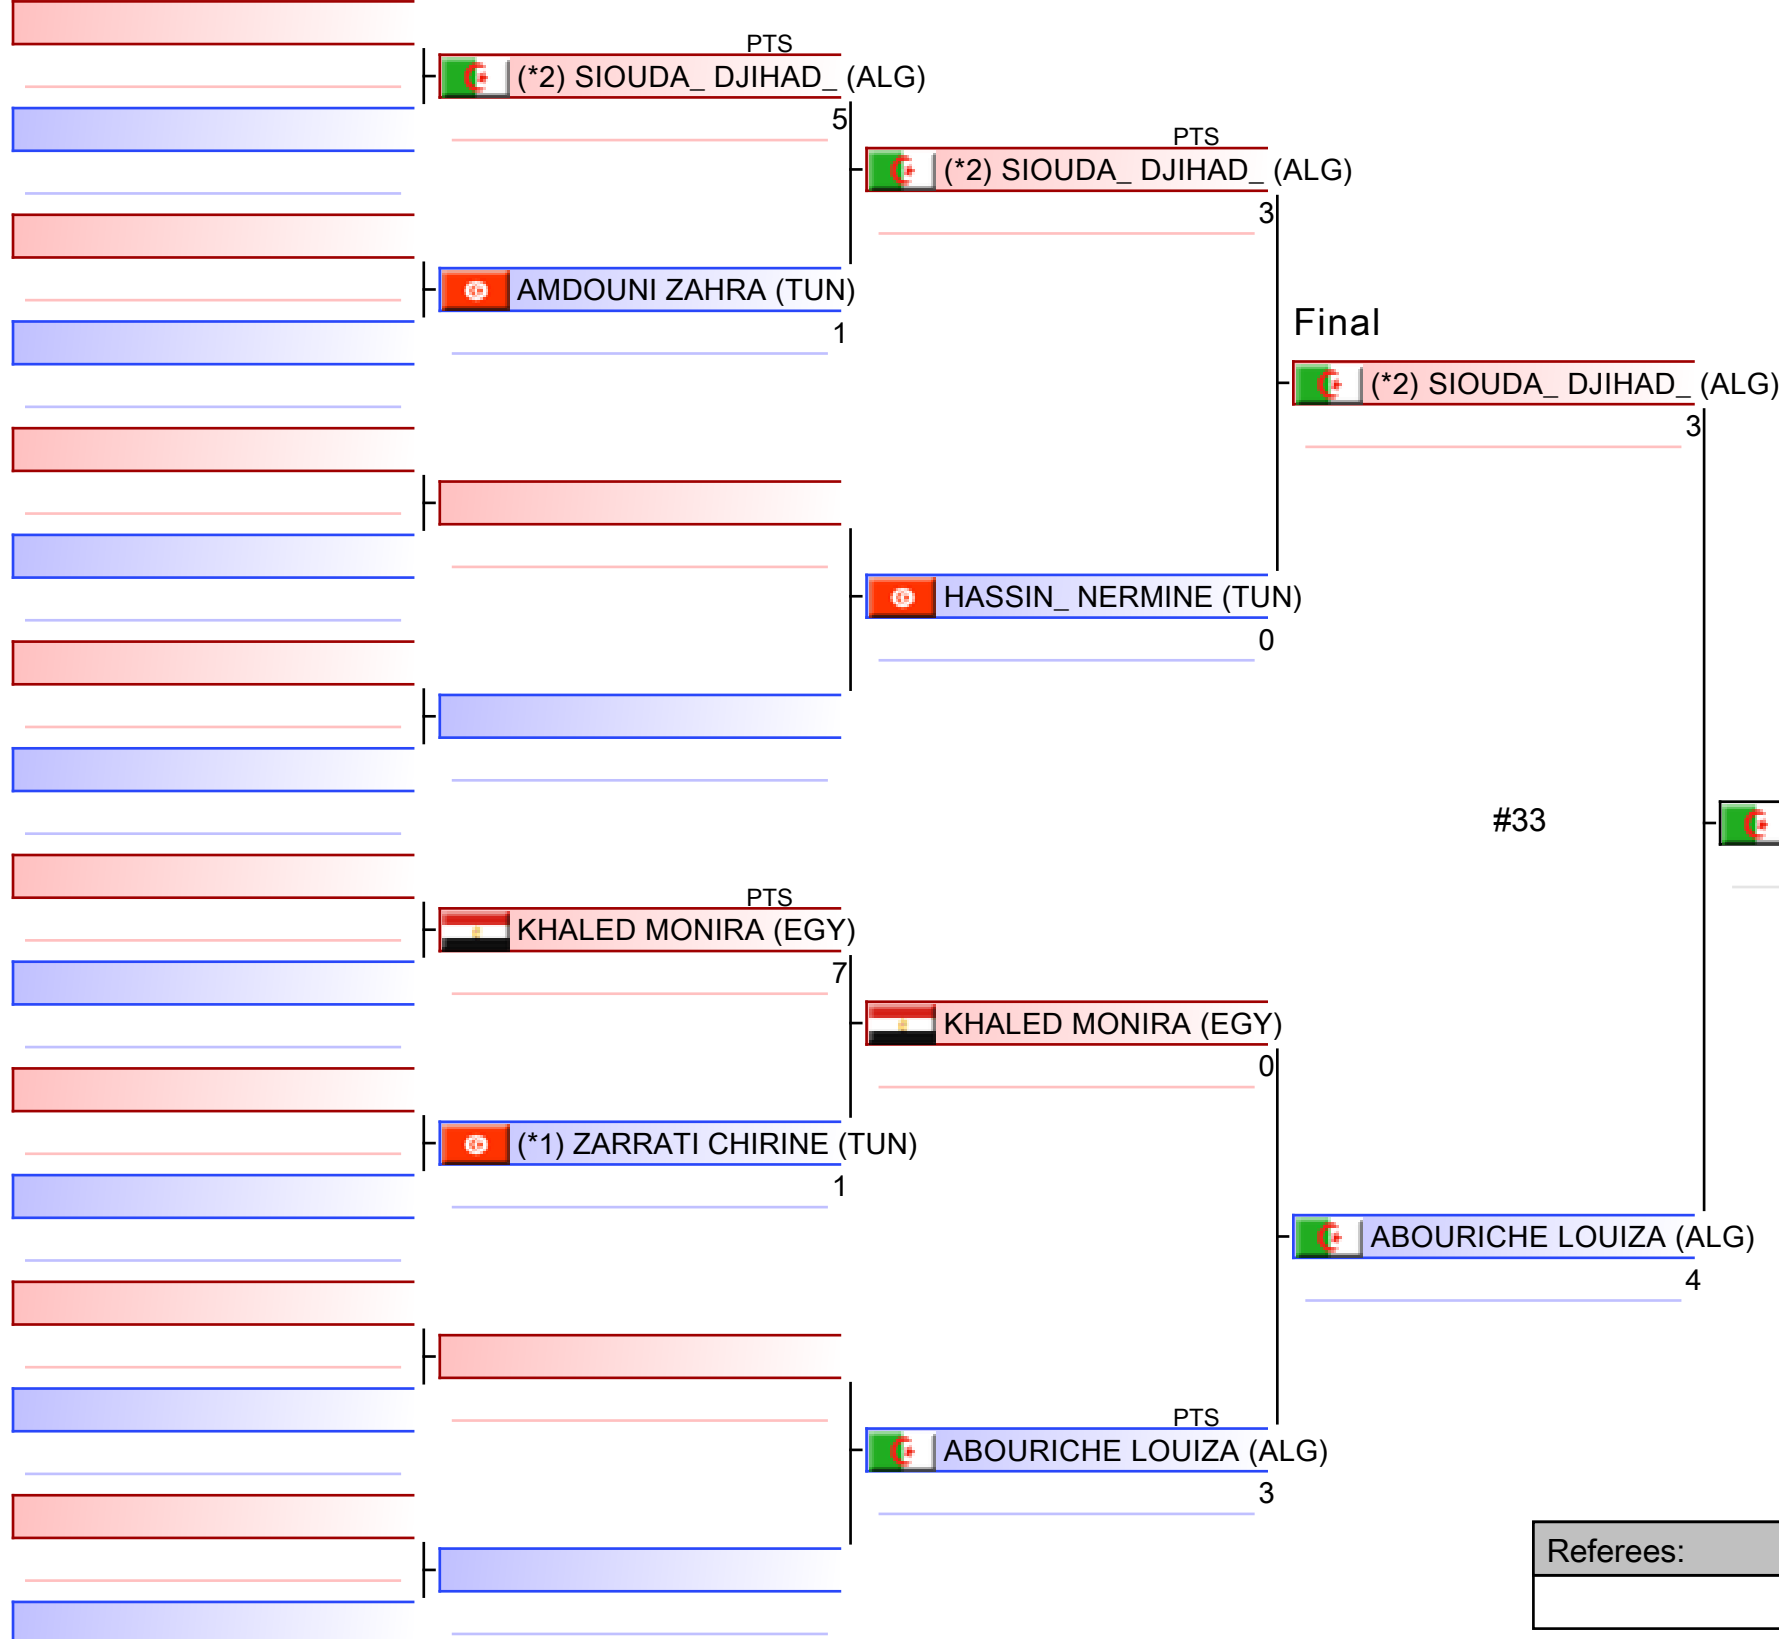 PTS
(*2) SIOUDA_ DJIHAD_ (ALG)
5
PTS
(*2) SIOUDA_ DJIHAD_ (ALG)
3
AMDOUNI ZAHRA (TUN)
1
Final
(*2) SIOUDA_ DJIHAD_ (ALG)
3
HASSIN_ NERMINE (TUN)
0
#33
PTS
KHALED MONIRA (EGY)
7
KHALED MONIRA (EGY)
0
(*1) ZARRATI CHIRINE (TUN)
1
ABOURICHE LOUIZA (ALG)
4
PTS
ABOURICHE LOUIZA (ALG)
3
Referees: